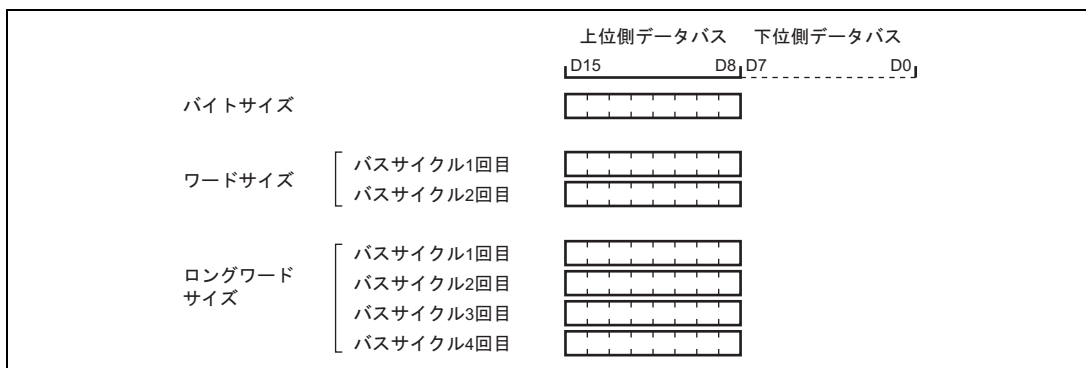 上位側データバス 下位側データバス
D15 D8 D7 D0
バイトサイズ
ワードサイズ
バスサイクル1回目
バスサイクル2回目
ロングワード
サイズ
バスサイクル1回目
バスサイクル2回目
バスサイクル3回目
バスサイクル4回目